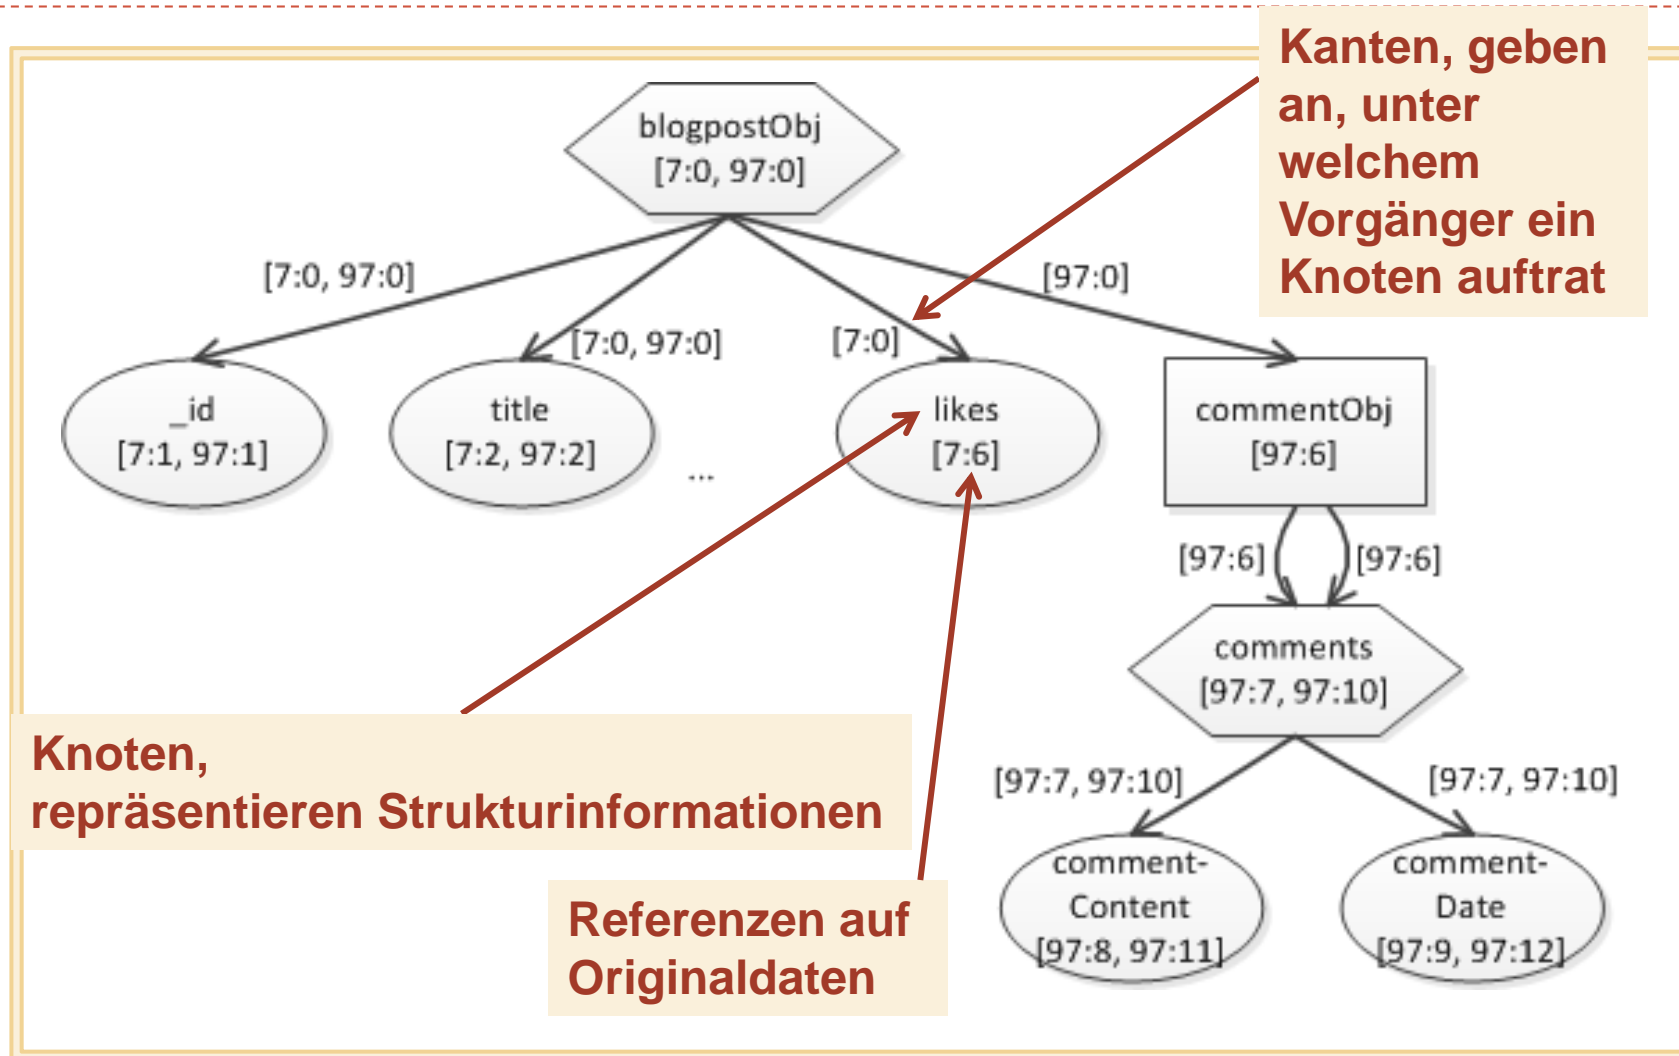 Kanten, geben
an, unter
welchem
Vorgänger ein
Knoten auftrat
blogpostObj
[7:0, 97:0]
[7:0, 97:0]
[7:0, 97:0]
[7:0]
[97:0]
_id
[7:1, 97:1]
title
[7:2, 97:2]
...
likes
[7:6]
commentObj
[97:6]
[97:6]
[97:6]
comments
[97:7, 97:10]
Knoten,
repräsentieren Strukturinformationen
[97:7, 97:10]
[97:7, 97:10]
comment-
Content
[97:8, 97:11]
comment-
Date
[97:9, 97:12]
Referenzen auf
Originaldaten